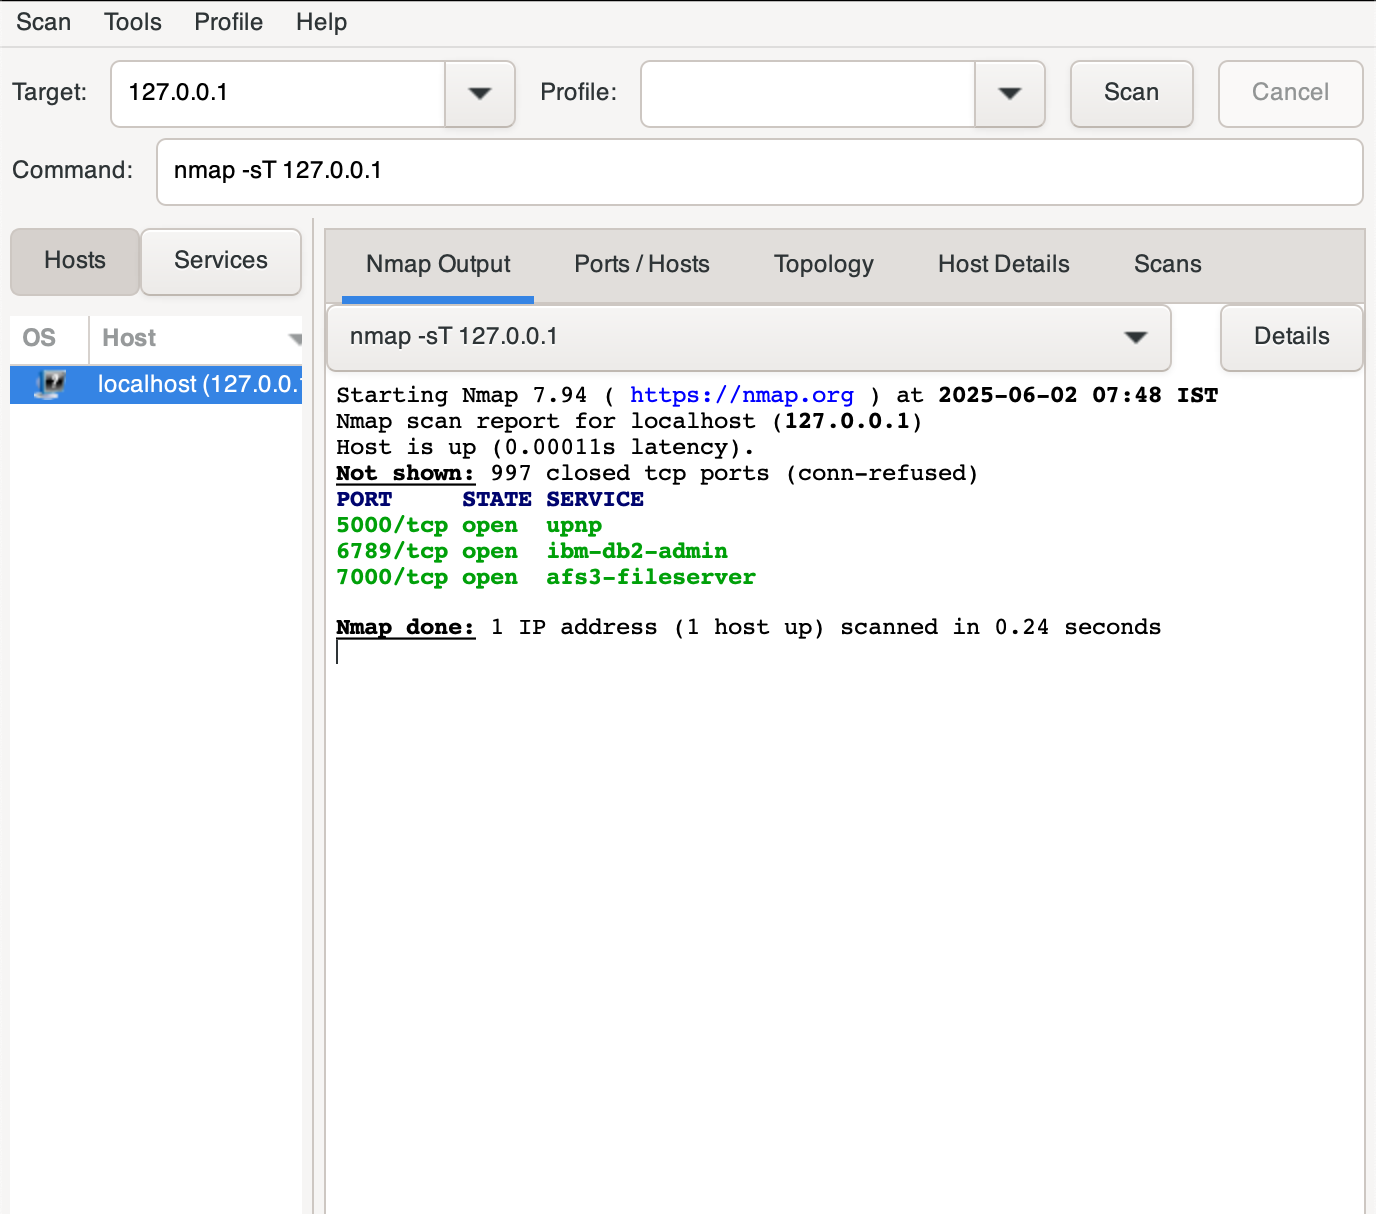 Scan Tools Profile Help
Target: 127.0.0.1 Profile: Scan Cancel
Command: nmap -sT 127.0.0.1
Hosts Services
Nmap Output Ports / Hosts Topology Host Details Scans
OS Host
nmap -sT 127.0.0.1 Details
localhost (127.0.0.
Starting Nmap 7.94 ( https://nmap.org ) at 2025-06-02 07:48 IST
Nmap scan report for localhost (127.0.0.1)
Host is up (0.00011s latency).
Not shown: 997 closed tcp ports (conn-refused)
PORT     STATE SERVICE
5000/tcp open  upnp
6789/tcp open  ibm-db2-admin
7000/tcp open  afs3-fileserver
Nmap done: 1 IP address (1 host up) scanned in 0.24 seconds